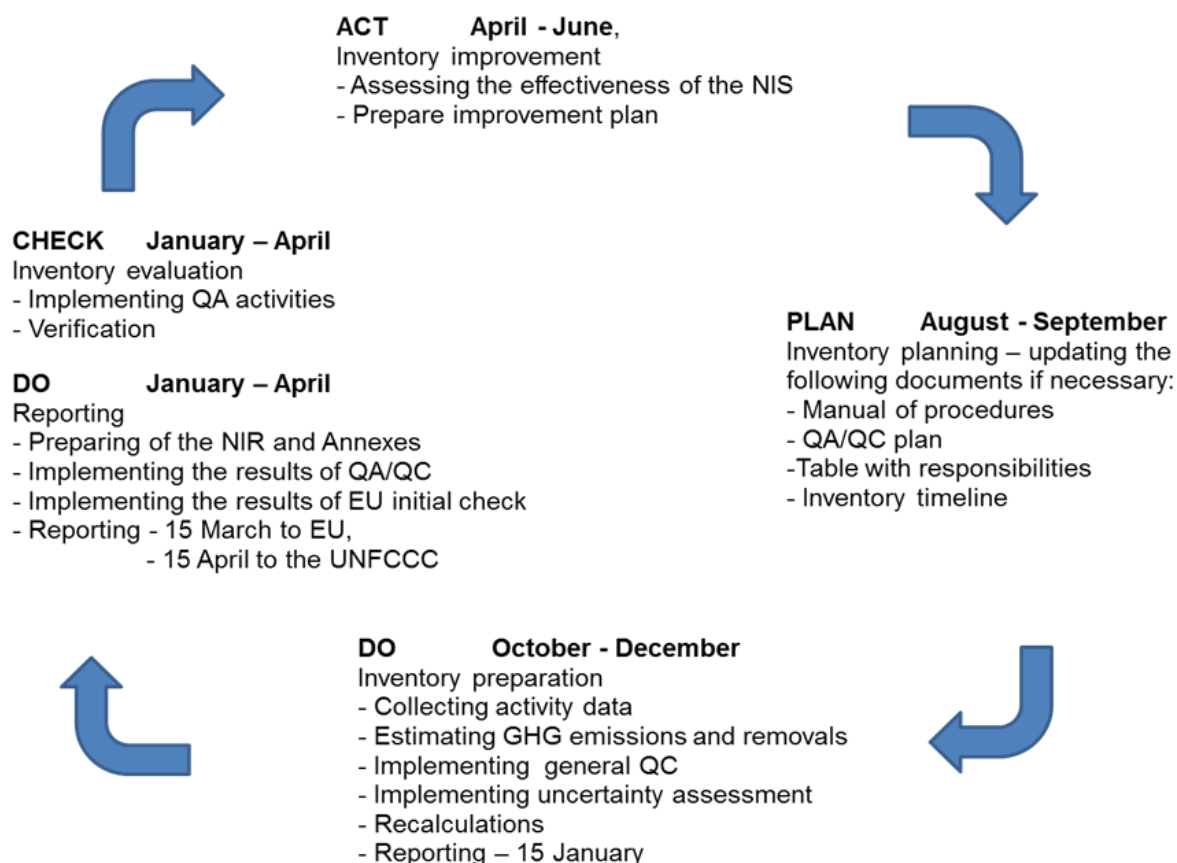 ACT April - June,
Inventory improvement
- Assessing the effectiveness of the NIS
- Prepare improvement plan
CHECK January – April
Inventory evaluation
- Implementing QA activities
- Verification
DO January – April
Reporting
- Preparing of the NIR and Annexes
- Implementing the results of QA/QC
- Implementing the results of EU initial check
- Reporting - 15 March to EU,
- 15 April to the UNFCCC
PLAN August - September
Inventory planning – updating the
following documents if necessary:
- Manual of procedures
- QA/QC plan
-Table with responsibilities
- Inventory timeline
DO October - December
Inventory preparation
- Collecting activity data
- Estimating GHG emissions and removals
- Implementing general QC
- Implementing uncertainty assessment
- Recalculations
- Reporting – 15 January